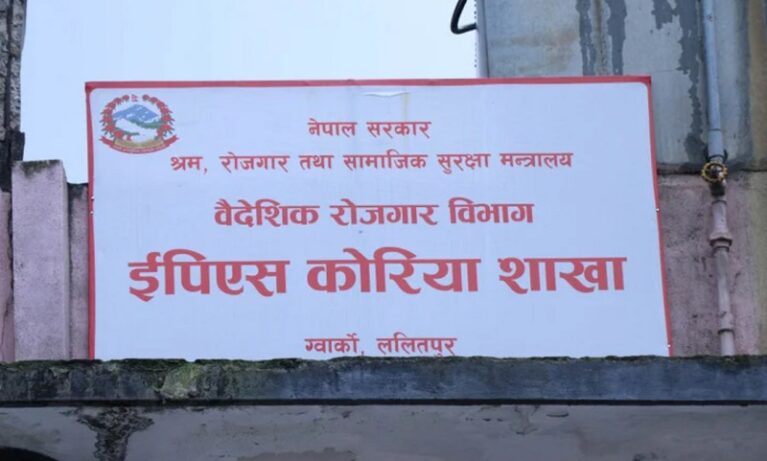 नेपाल सरकार
श्रम, रोजगार तथा सामाजिक सुरक्षा मन्त्रालय
वैदेशिक रोजगार विभाग
ईपिएस कोरिया शाखा
ग्वार्को, ललितपुर